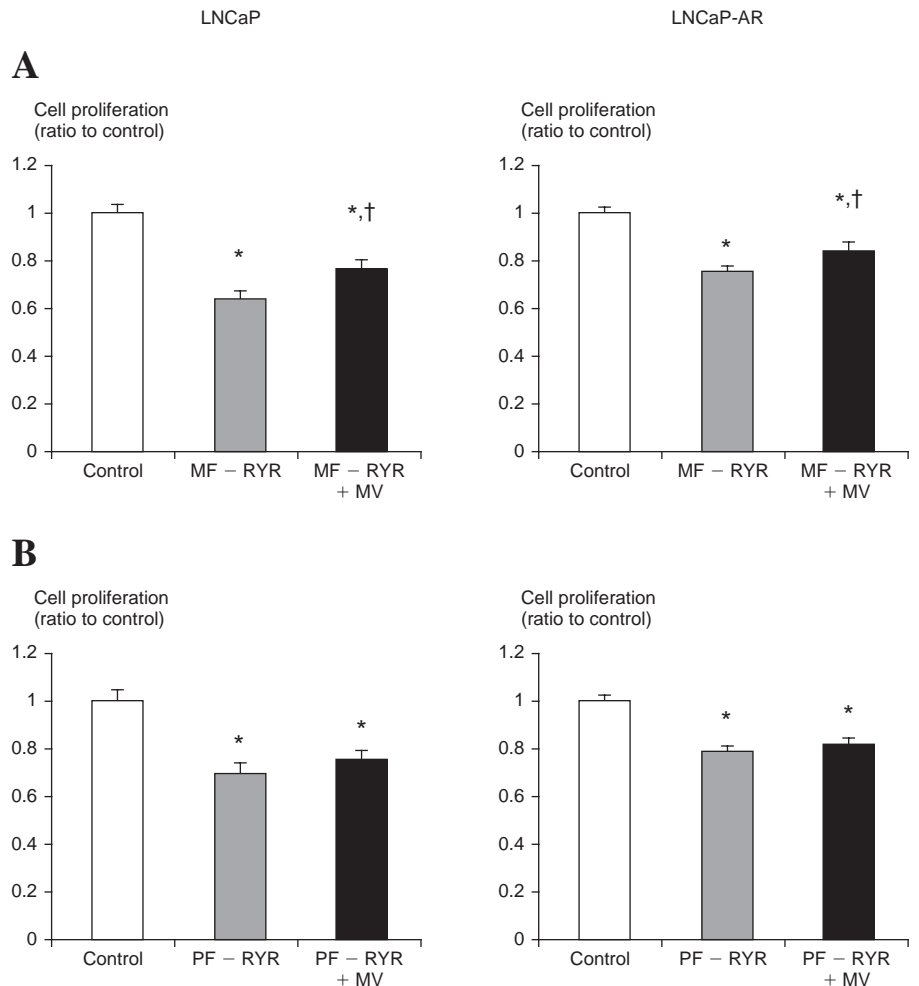 LNCaP
LNCaP-AR
A
Cell proliferation
(ratio to control)
1.2
1
0.8
0.6
0.4
0.2
0
*
*,†
Control
MF − RYR
MF − RYR
+ MV
Cell proliferation
(ratio to control)
1.2
1
0.8
0.6
0.4
0.2
0
*
*,†
Control
MF − RYR
MF − RYR
+ MV
B
Cell proliferation
(ratio to control)
1.2
1
0.8
0.6
0.4
0.2
0
*
*
Control
PF − RYR
PF − RYR
+ MV
Cell proliferation
(ratio to control)
1.2
1
0.8
0.6
0.4
0.2
0
*
*
Control
PF − RYR
PF − RYR
+ MV